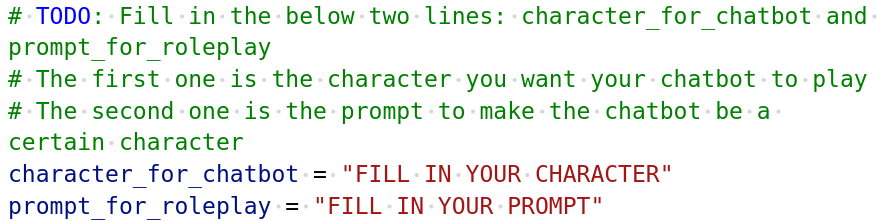 # TODO: Fill in the below two lines: character_for_chatbot and
prompt_for_roleplay
# The first one is the character you want your chatbot to play
# The second one is the prompt to make the chatbot be a
certain character
character_for_chatbot = "FILL IN YOUR CHARACTER"
prompt_for_roleplay = "FILL IN YOUR PROMPT"